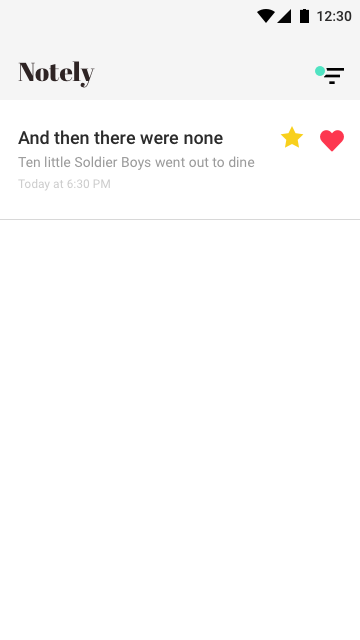 12:30
Notely
And then there were none
Ten little Soldier Boys went out to dine
Today at 6:30 PM